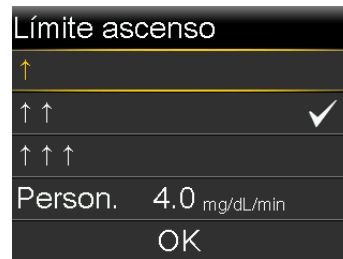 Límite ascenso
↑
↑ ↑ ✓
↑ ↑ ↑
Person. 4.0 mg/dL/min
OK